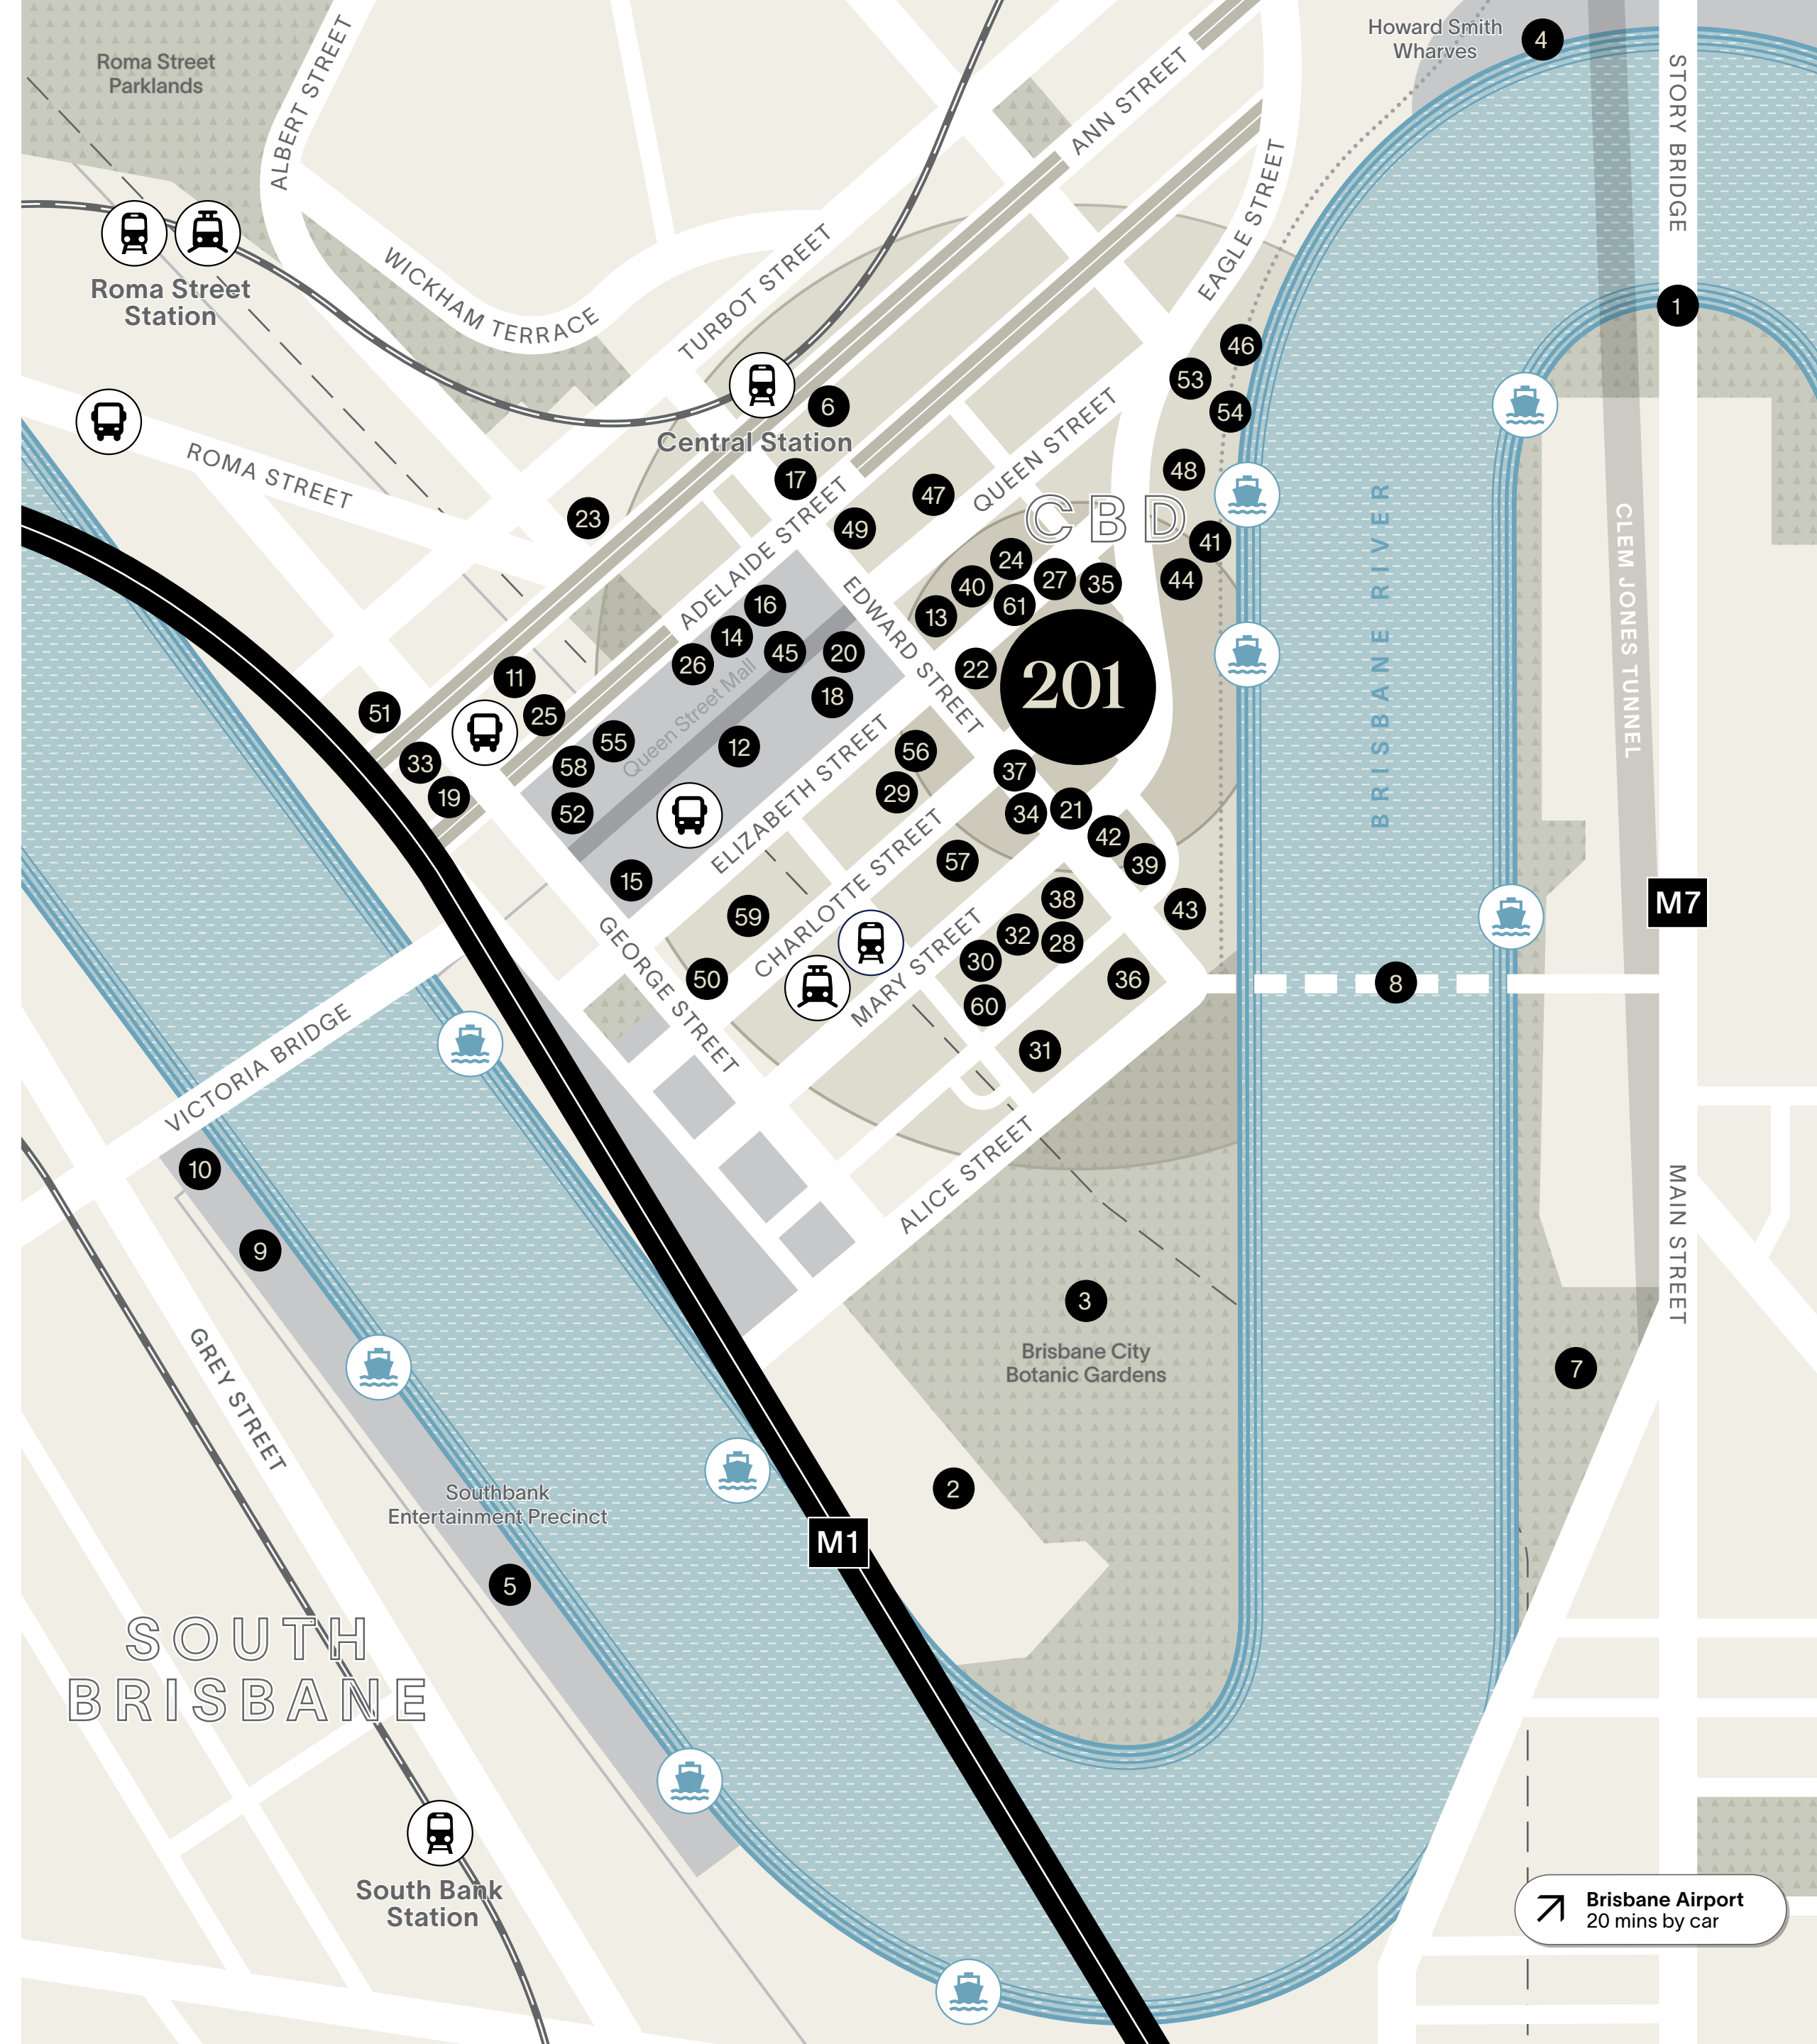 Howard Smith
Wharves
4
Roma Street
Parklands
ALBERT STREET
ANN STREET
STORY BRIDGE
EAGLE STREET
WICKHAM TERRACE
TURBOT STREET
Roma Street
Station
1
46
53
54
6
Central Station
ROMA STREET
17
47
QUEEN STREET
48
23
49
CBD
41
ADELAIDE STREET
24
27
35
44
40
61
13
16
14
45
20
26
18
EDWARD STREET
22
201
BRISBANE RIVER
CLEM JONES TUNNEL
11
25
51
55
58
Queen Street Mall
12
33
19
52
56
29
37
34
21
42
39
ELIZABETH STREET
15
57
59
CHARLOTTE STREET
38
43
M7
32
28
30
60
36
8
50
MARY STREET
GEORGE STREET
31
VICTORIA BRIDGE
10
9
ALICE STREET
MAIN STREET
3
Brisbane City
Botanic Gardens
7
GREY STREET
2
Southbank
Entertainment Precinct
M1
5
SOUTH
BRISBANE
South Bank
Station
Brisbane Airport
20 mins by car